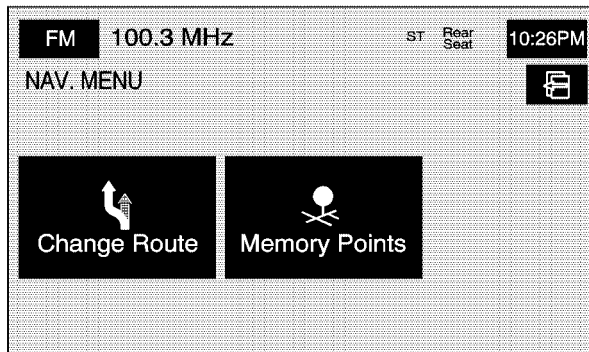 FM 100.3 MHz ST Rear Seat 10:26PM
NAV. MENU
Change Route Memory Points